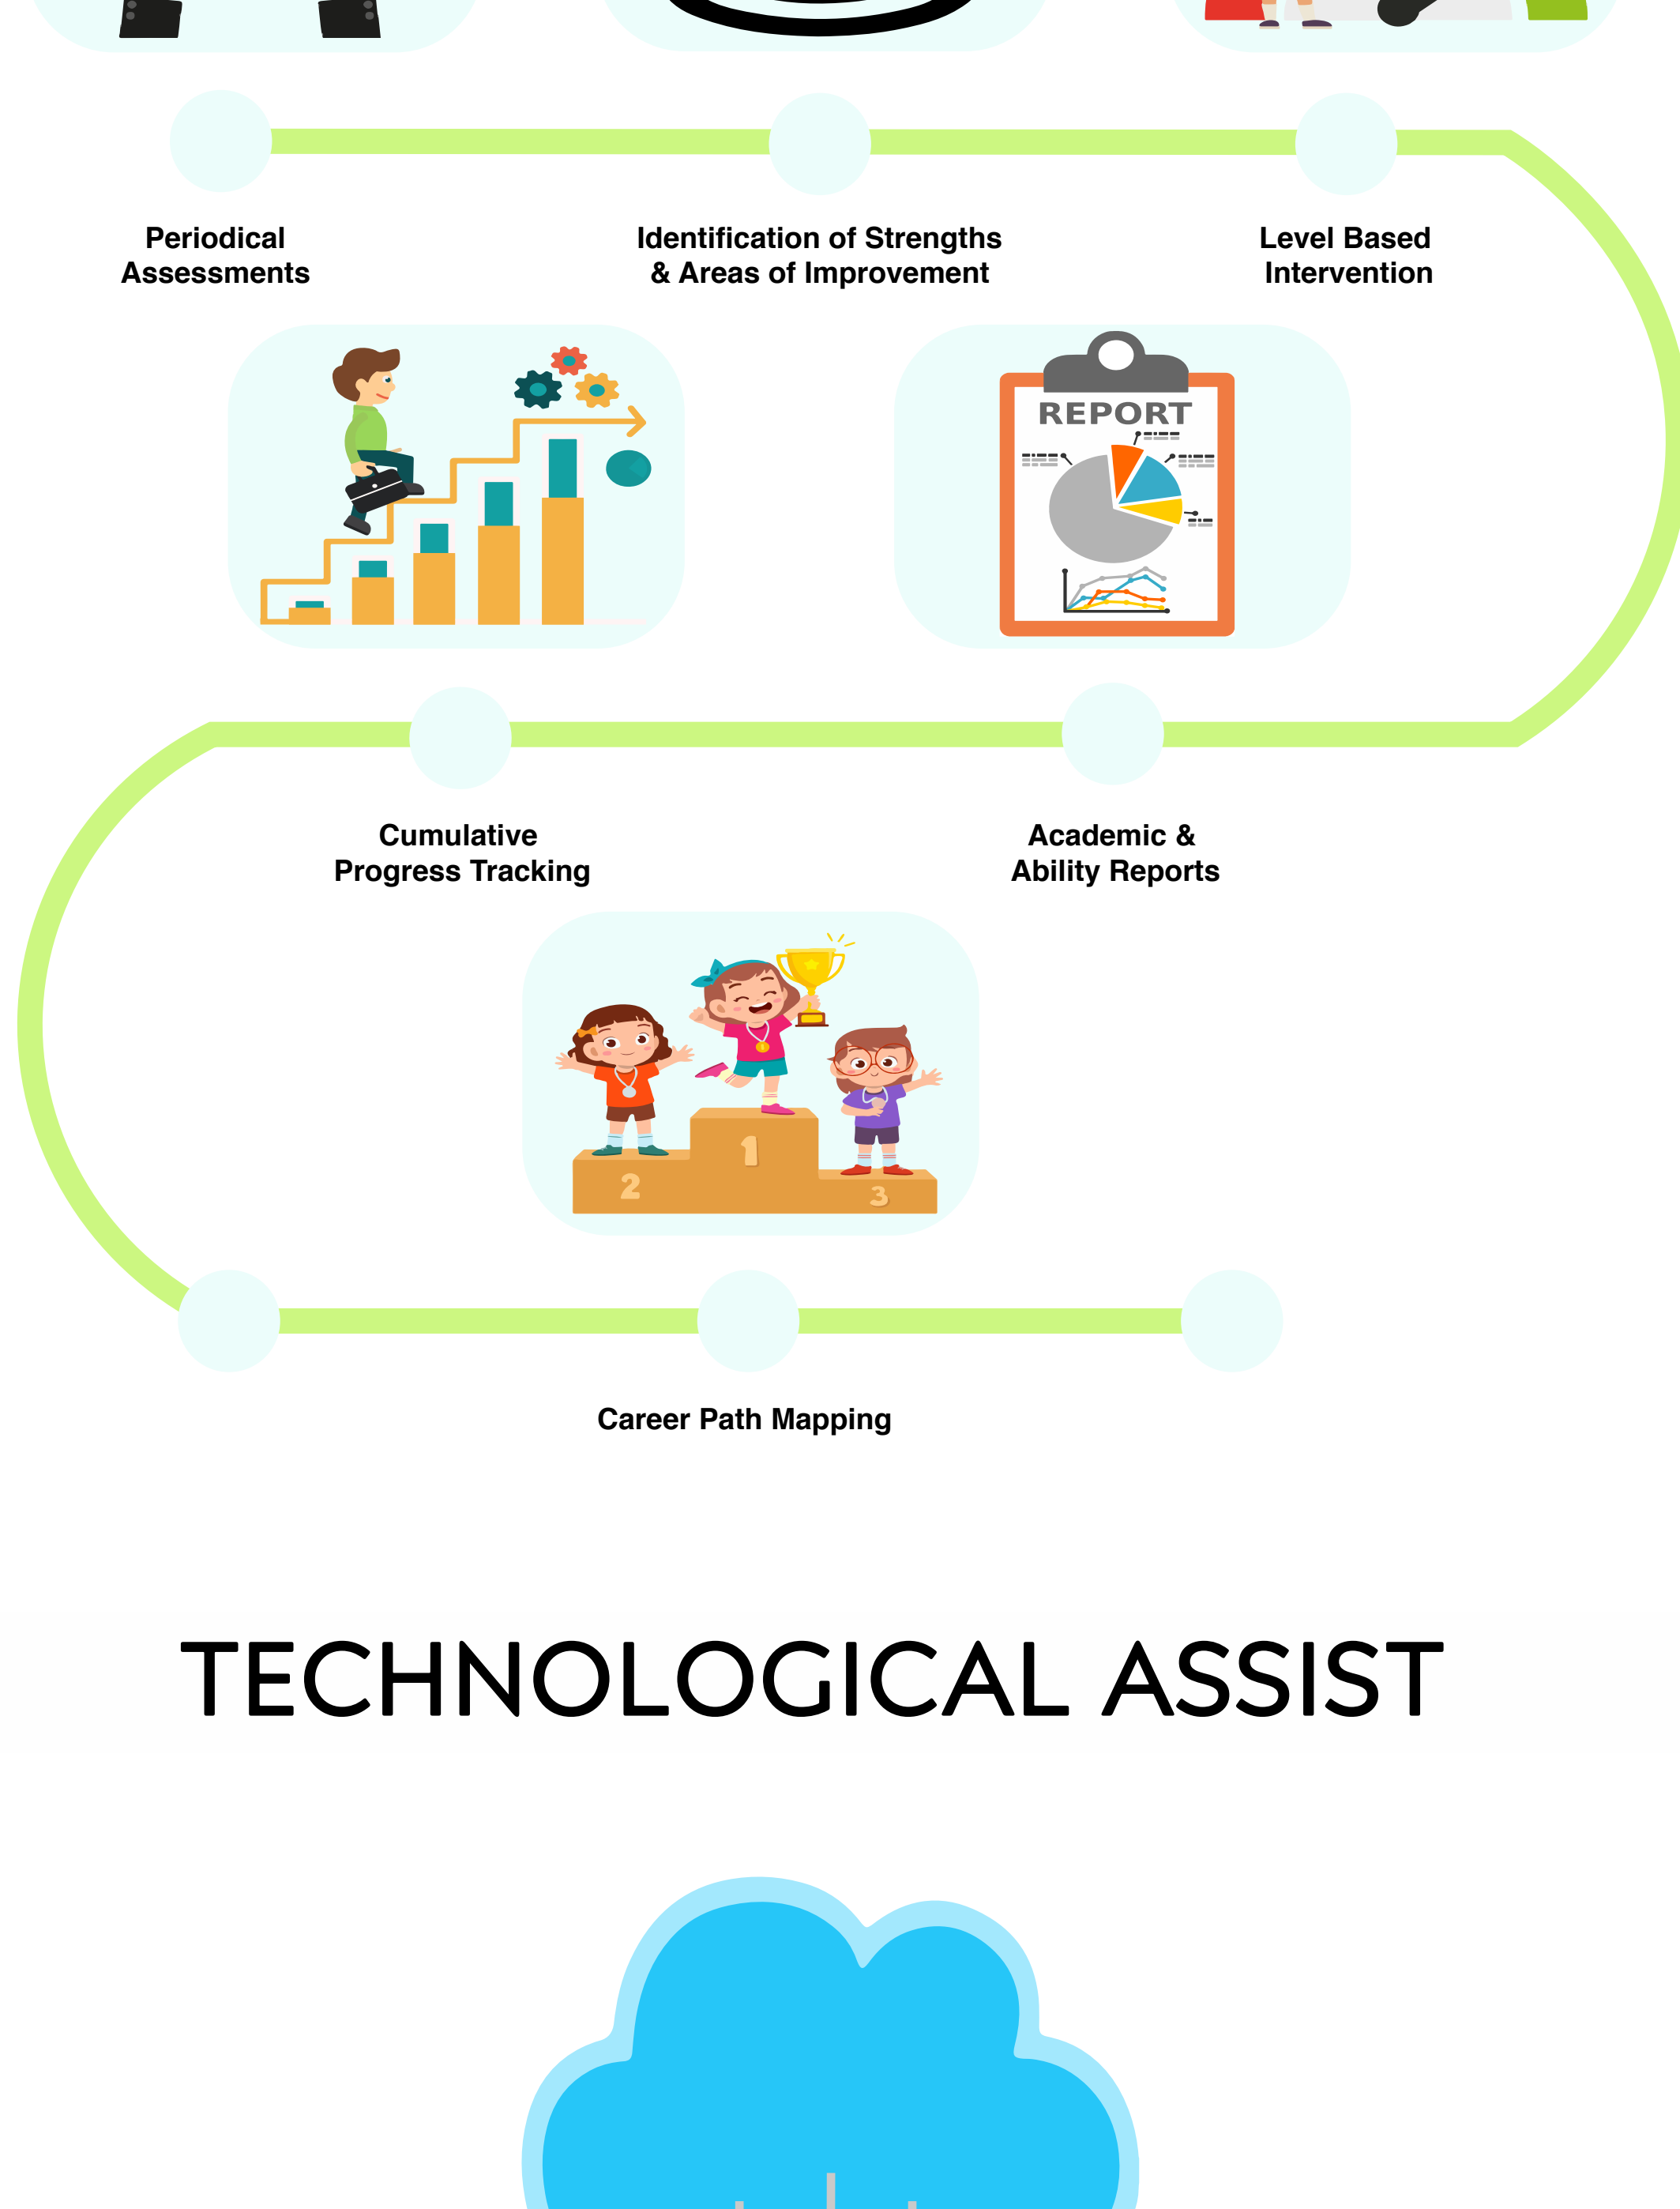 Periodical
Assessments
Identification of Strengths
& Areas of Improvement
Level Based
Intervention
REPORT
Cumulative
Progress Tracking
Academic &
Ability Reports
1
1
2
3
Career Path Mapping
TECHNOLOGICAL ASSIST